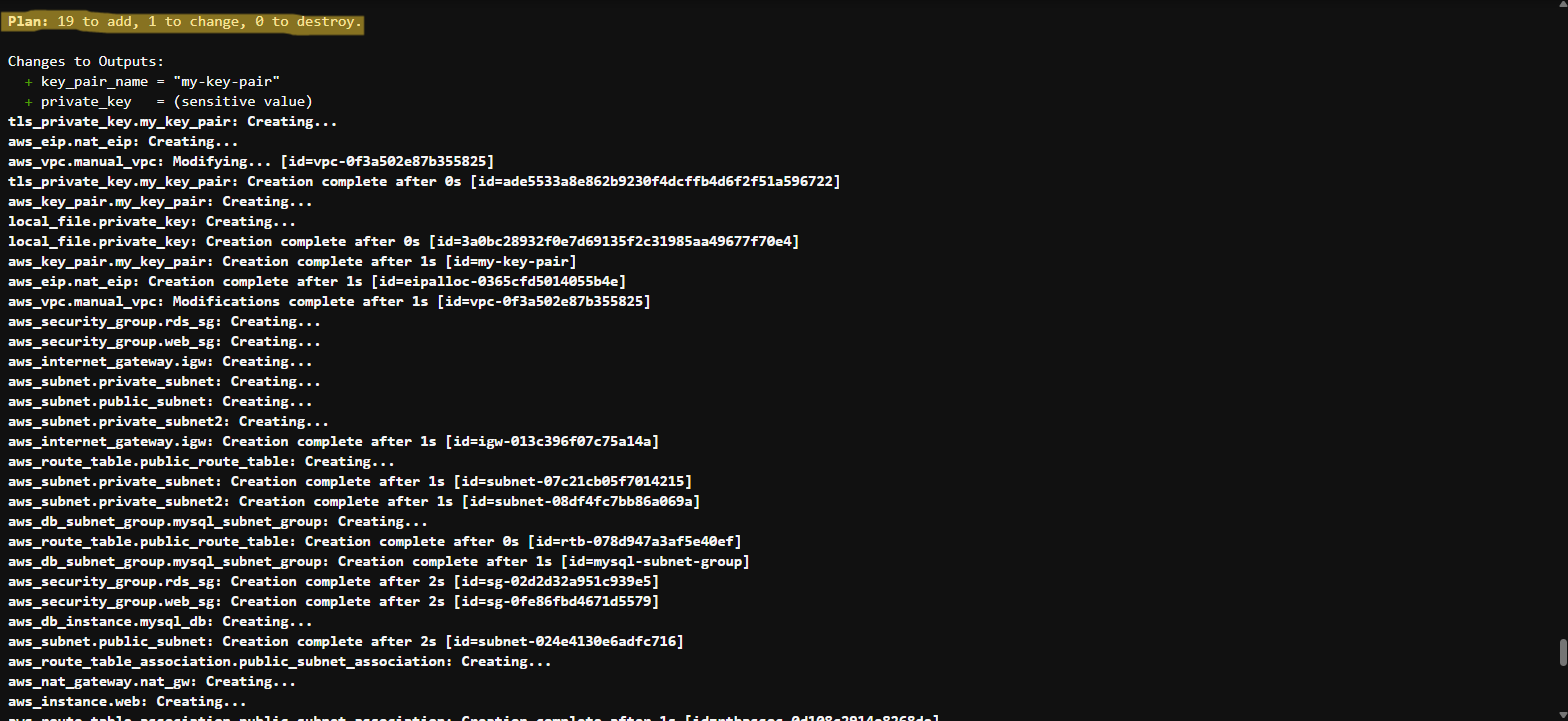 Plan: 19 to add, 1 to change, 0 to destroy.
Changes to Outputs:
+ key_pair_name = "my-key-pair"
+ private_key   = (sensitive value)
tls_private_key.my_key_pair: Creating...
aws_eip.nat_eip: Creating...
aws_vpc.manual_vpc: Modifying... [id=vpc-0f3a502e87b355825]
tls_private_key.my_key_pair: Creation complete after 0s [id=ade5533a8e862b9230f4dcffb4d6f2f51a596722]
aws_key_pair.my_key_pair: Creating...
local_file.private_key: Creating...
local_file.private_key: Creation complete after 0s [id=3a0bc28932f0e7d69135f2c31985aa49677f70e4]
aws_key_pair.my_key_pair: Creation complete after 1s [id=my-key-pair]
aws_eip.nat_eip: Creation complete after 1s [id=eipalloc-0365cfd5014055b4e]
aws_vpc.manual_vpc: Modifications complete after 1s [id=vpc-0f3a502e87b355825]
aws_security_group.rds_sg: Creating...
aws_security_group.web_sg: Creating...
aws_internet_gateway.igw: Creating...
aws_subnet.private_subnet: Creating...
aws_subnet.public_subnet: Creating...
aws_subnet.private_subnet2: Creating...
aws_internet_gateway.igw: Creation complete after 1s [id=igw-013c396f07c75a14a]
aws_route_table.public_route_table: Creating...
aws_subnet.private_subnet: Creation complete after 1s [id=subnet-07c21cb05f7014215]
aws_subnet.private_subnet2: Creation complete after 1s [id=subnet-08df4fc7bb86a069a]
aws_db_subnet_group.mysql_subnet_group: Creating...
aws_route_table.public_route_table: Creation complete after 0s [id=rtb-078d947a3af5e40ef]
aws_db_subnet_group.mysql_subnet_group: Creation complete after 1s [id=mysql-subnet-group]
aws_security_group.rds_sg: Creation complete after 2s [id=sg-02d2d32a951c939e5]
aws_security_group.web_sg: Creation complete after 2s [id=sg-0fe86fbd4671d5579]
aws_db_instance.mysql_db: Creating...
aws_subnet.public_subnet: Creation complete after 2s [id=subnet-024e4130e6adfc716]
aws_route_table_association.public_subnet_association: Creating...
aws_nat_gateway.nat_gw: Creating...
aws_instance.web: Creating...
aws_route_table_association.public_subnet_association: Creation complete after 1s